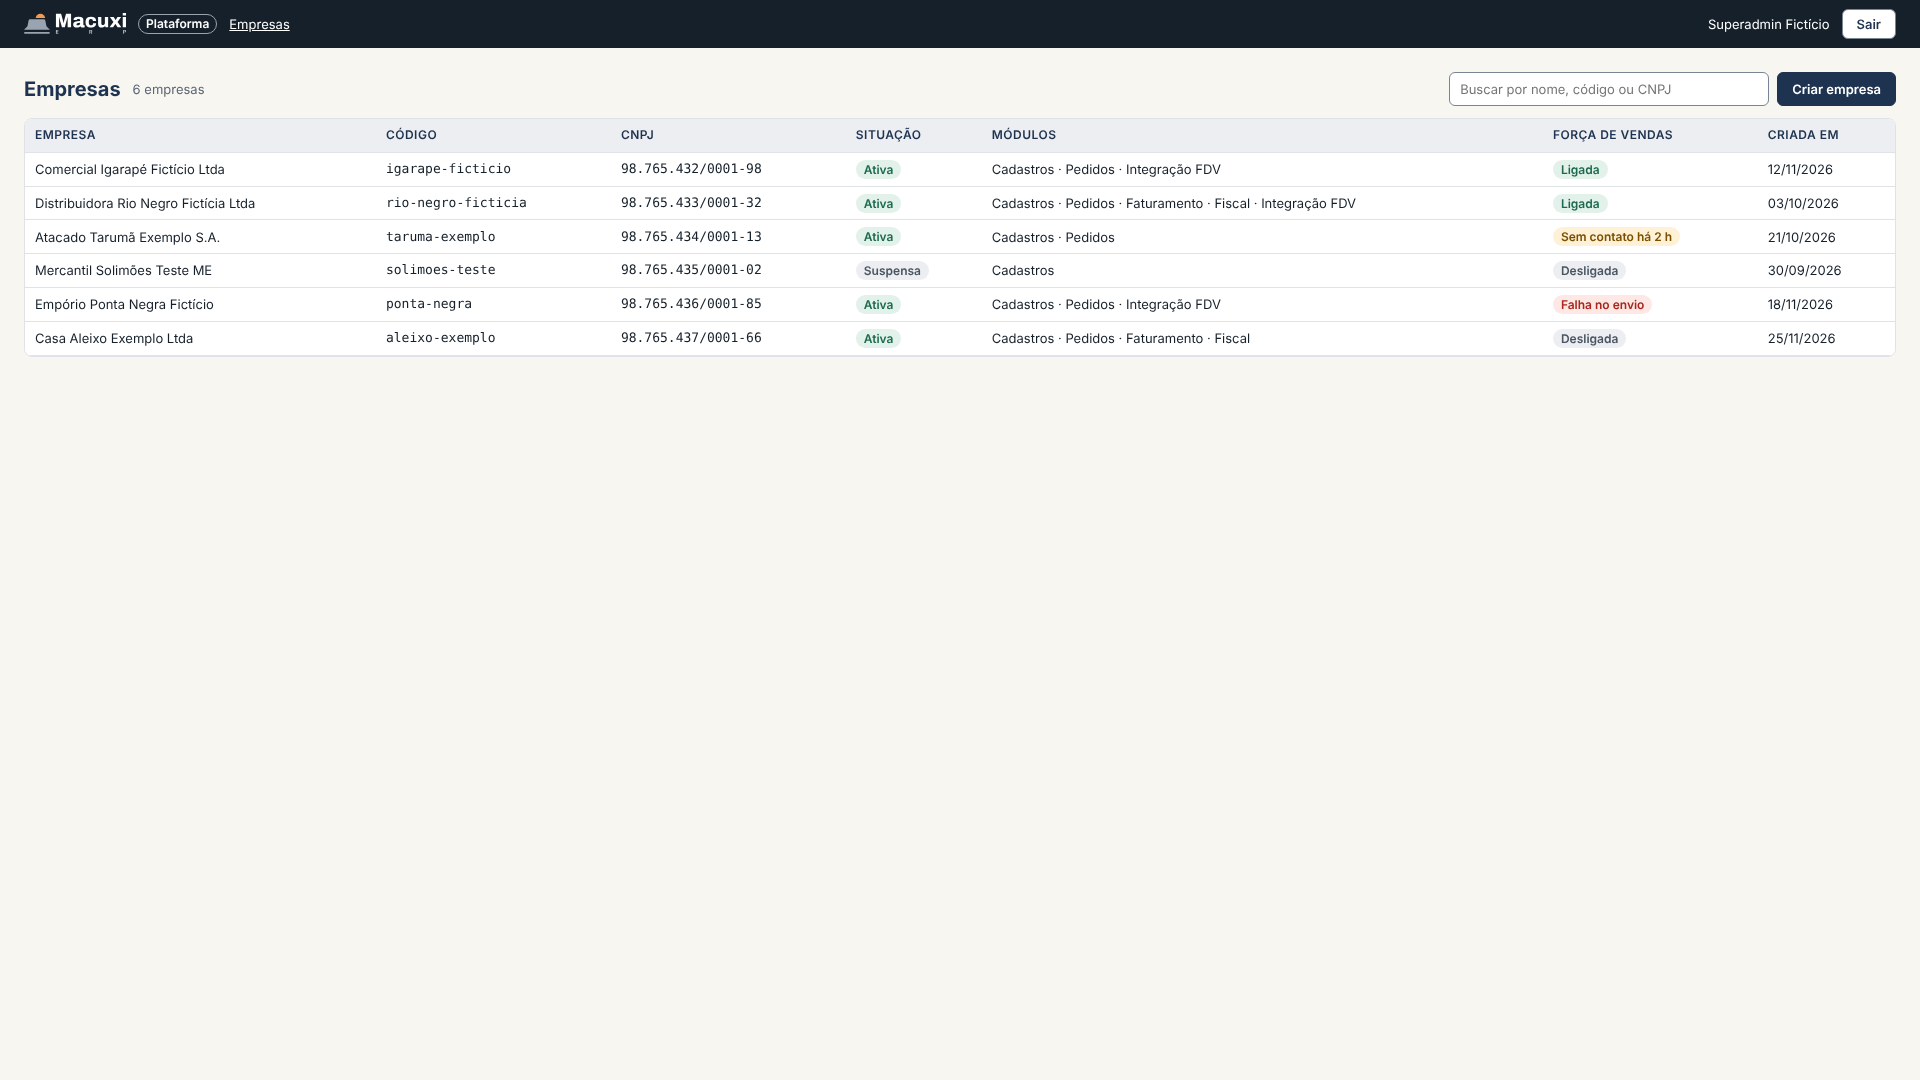 Macuxi Plataforma Empresas Superadmin Fictício Sair
E R P
Empresas 6 empresas Buscar por nome, código ou CNPJ Criar empresa
EMPRESA CÓDIGO CNPJ SITUAÇÃO MÓDULOS FORÇA DE VENDAS CRIADA EM
Comercial Igarapé Fictício Ltda igarape-ficticio 98.765.432/0001-98 Ativa Cadastros · Pedidos · Integração FDV Ligada 12/11/2026
Distribuidora Rio Negro Fictícia Ltda rio-negro-ficticia 98.765.433/0001-32 Ativa Cadastros · Pedidos · Faturamento · Fiscal · Integração FDV Ligada 03/10/2026
Atacado Tarumã Exemplo S.A. taruma-exemplo 98.765.434/0001-13 Ativa Cadastros · Pedidos Sem contato há 2 h 21/10/2026
Mercantil Solimões Teste ME solimoes-teste 98.765.435/0001-02 Suspensa Cadastros Desligada 30/09/2026
Empório Ponta Negra Fictício ponta-negra 98.765.436/0001-85 Ativa Cadastros · Pedidos · Integração FDV Falha no envio 18/11/2026
Casa Aleixo Exemplo Ltda aleixo-exemplo 98.765.437/0001-66 Ativa Cadastros · Pedidos · Faturamento · Fiscal Desligada 25/11/2026